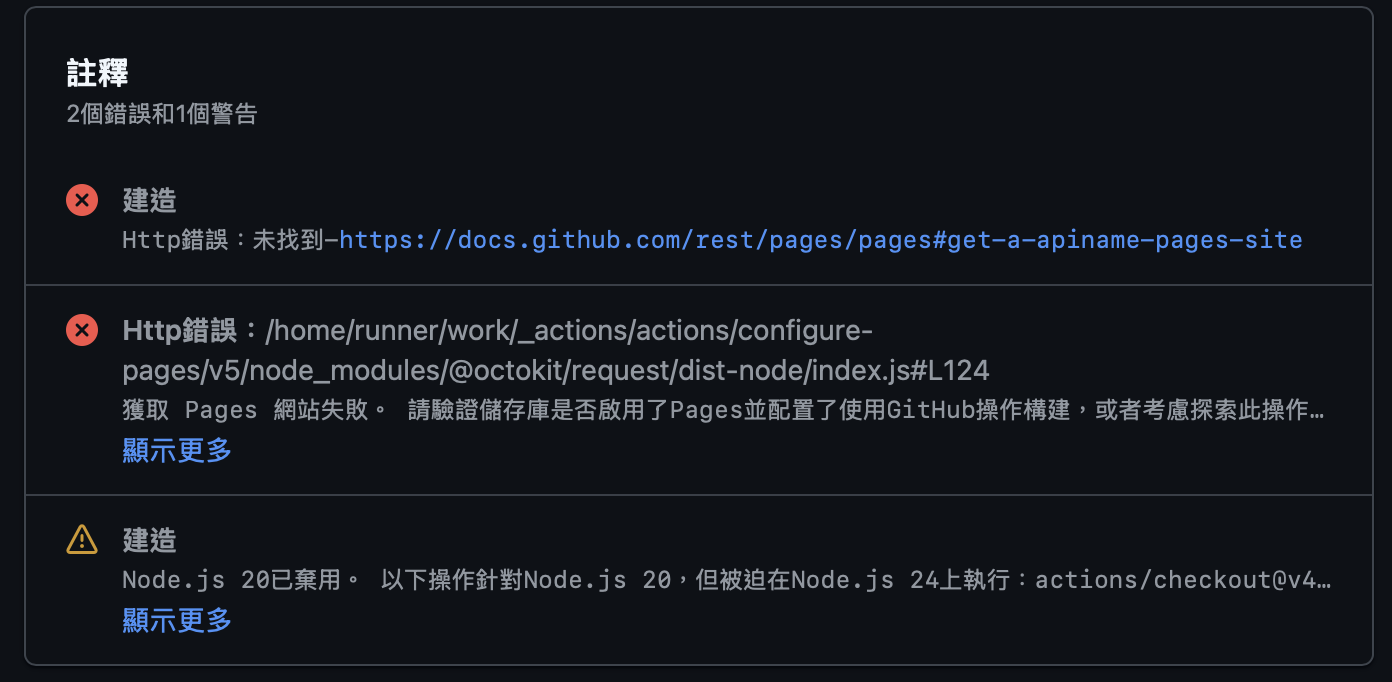 註釋
2個錯誤和1個警告
建造
Http錯誤：未找到-https://docs.github.com/rest/pages/pages#get-a-apiname-pages-site
Http錯誤：/home/runner/work/_actions/actions/configure-
pages/v5/node_modules/@octokit/request/dist-node/index.js#L124
獲取 Pages 網站失敗。 請驗證儲存庫是否啟用了Pages並配置了使用GitHub操作構建，或者考慮探索此操作…
顯示更多
建造
Node.js 20已棄用。 以下操作針對Node.js 20，但被迫在Node.js 24上執行：actions/checkout@v4…
顯示更多